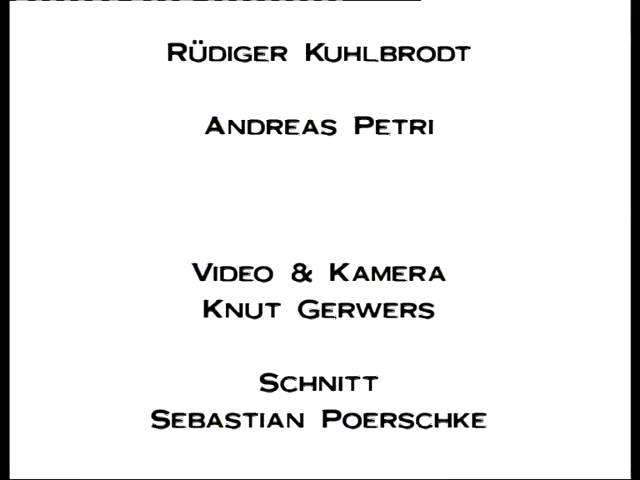 Rüdiger Kuhlbrodt
Andreas Petri
Video & Kamera
Knut Gerwers
Schnitt
Sebastian Poerschke